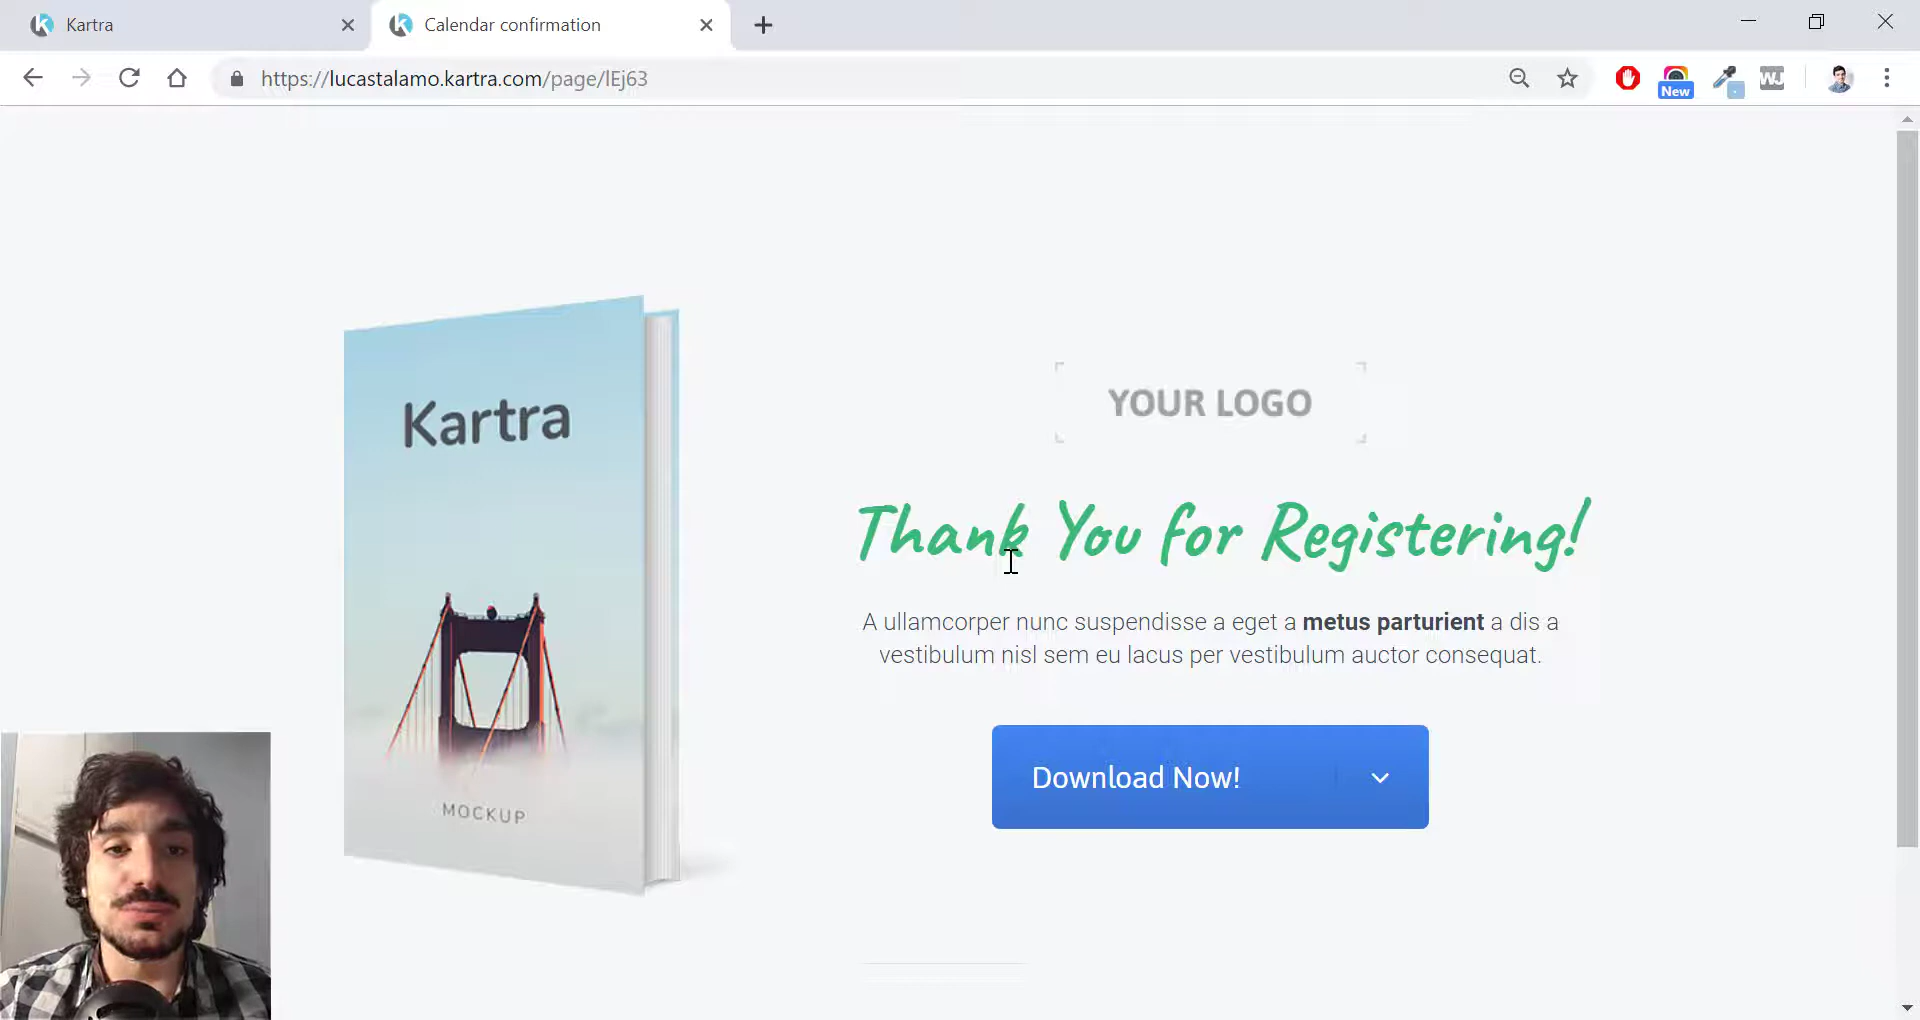 Kartra
Calendar confirmation
https://lucastalamo.kartra.com/page/lEj63
New
WJ
Kartra
MOCKUP
YOUR LOGO
Thank You for Registering!
A ullamcorper nunc suspendisse a eget a metus parturient a dis a
vestibulum nisl sem eu lacus per vestibulum auctor consequat.
Download Now!